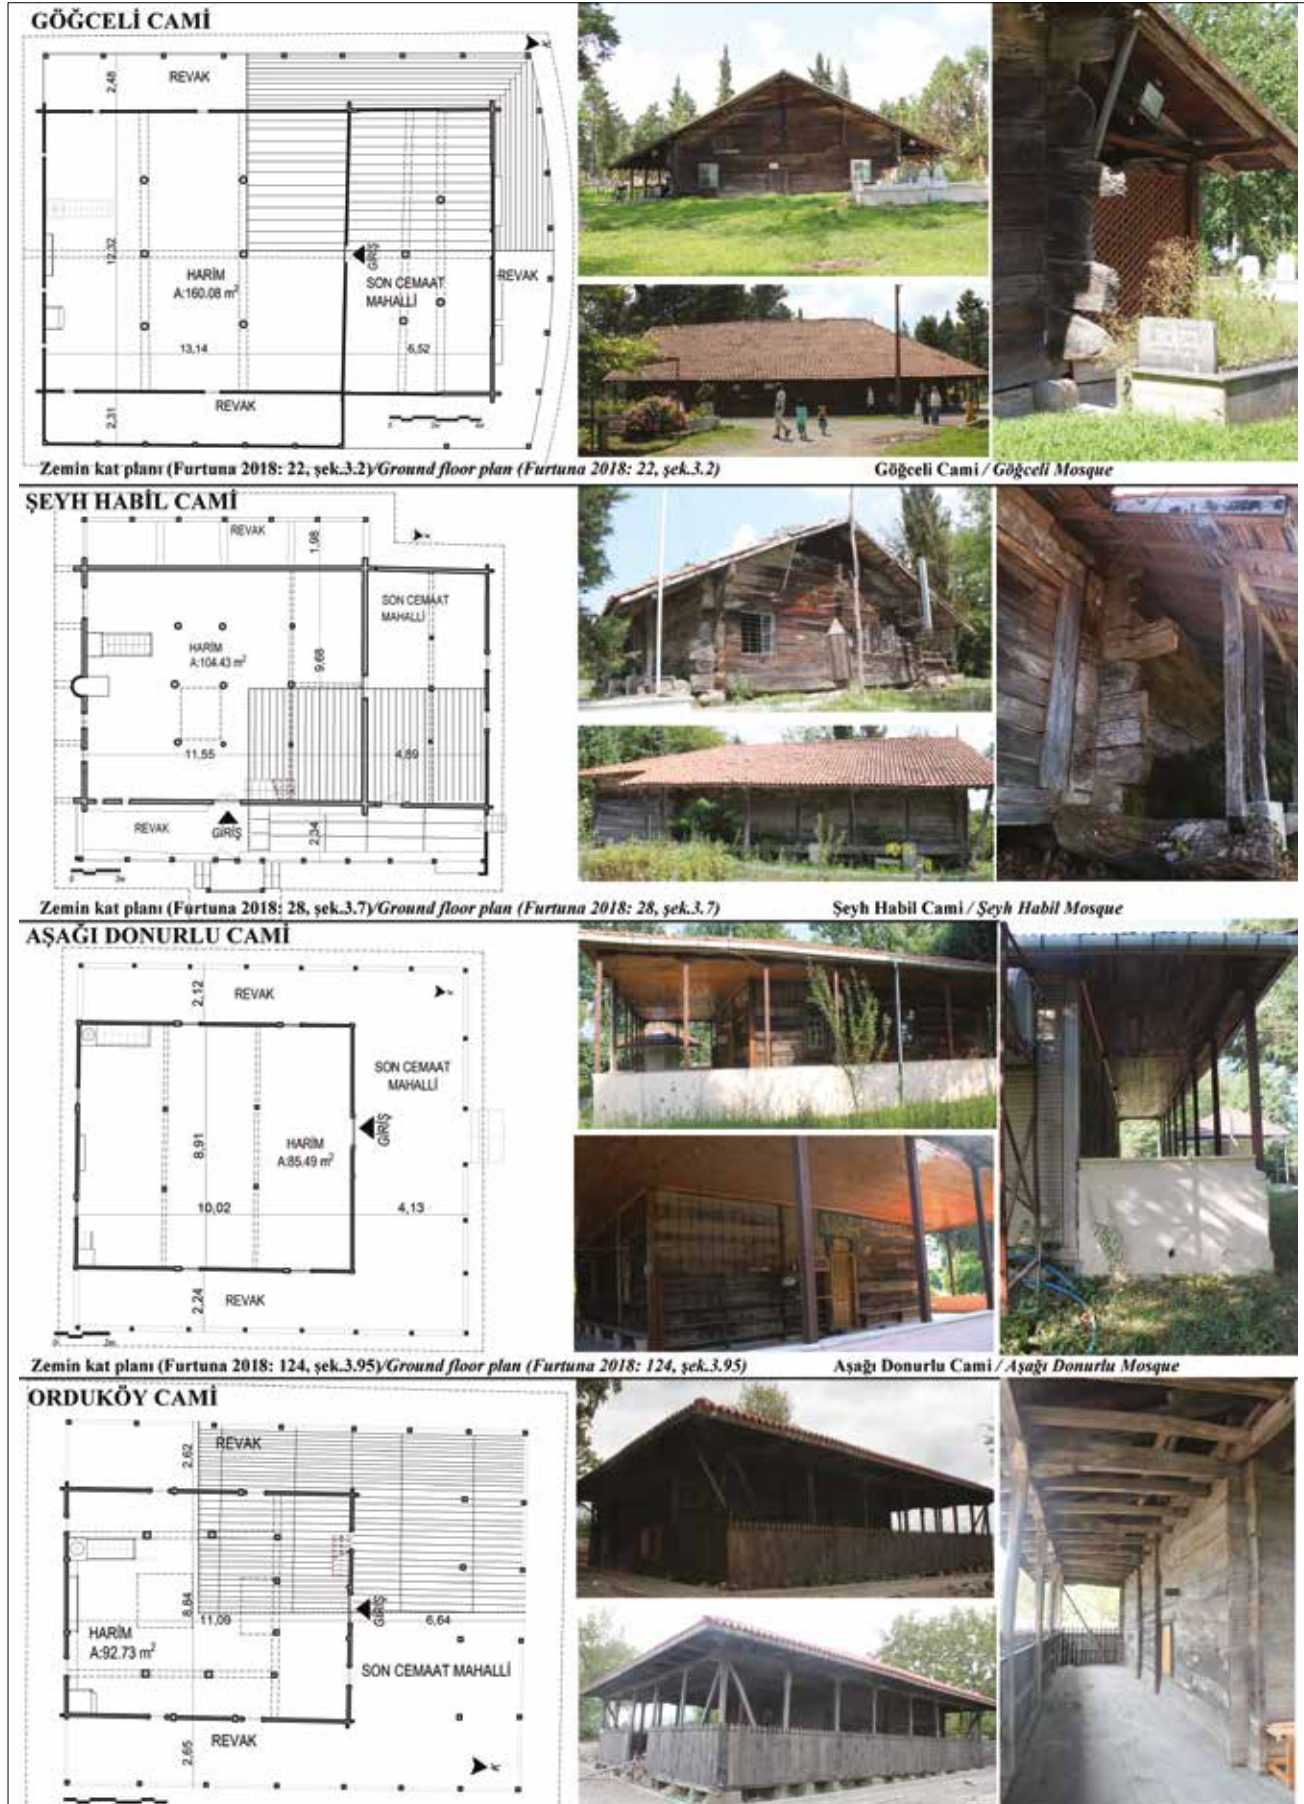 GÖĞCELİ CAMİ
REVAK
2,48
12,32
HARİM
A:160.08 m²
13,14
GİRİŞ
SON CEMAAT
MAHALLİ
REVAK
6,52
REVAK
2,31
Zemin kat planı (Furtuna 2018: 22, şek.3.2)/Ground floor plan (Furtuna 2018: 22, şek.3.2)
Göğceli Cami / Göğceli Mosque
ŞEYH HABİL CAMİ
REVAK
1,98
SON CEMAAT
MAHALLİ
HARİM
A:104.43 m²
9,68
11,55
4,89
REVAK
GİRİŞ
2,34
0 2m
Zemin kat planı (Furtuna 2018: 28, şek.3.7)/Ground floor plan (Furtuna 2018: 28, şek.3.7)
Şeyh Habil Cami / Şeyh Habil Mosque
AŞAĞI DONURLU CAMİ
2,12
REVAK
SON CEMAAT
MAHALLİ
GİRİŞ
8,91
HARİM
A:85.49 m²
10,02
4,13
2,24
REVAK
0 2m
Zemin kat planı (Furtuna 2018: 124, şek.3.95)/Ground floor plan (Furtuna 2018: 124, şek.3.95)
Aşağı Donurlu Cami / Aşağı Donurlu Mosque
ORDUKÖY CAMİ
REVAK
2,62
8,84
11,09
GİRİŞ
6,64
HARİM
A:92.73 m²
SON CEMAAT MAHALLİ
REVAK
2,65
K